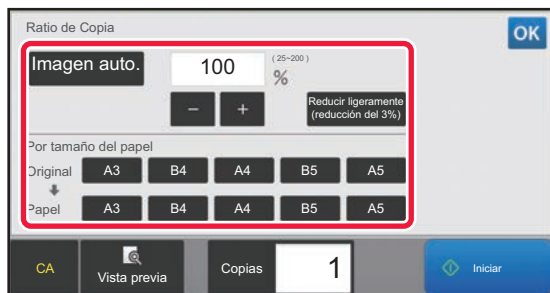 Ratio de Copia
OK
Imagen auto.
100
(25~200)
%
−
+
Reducir ligeramente
(reducción del 3%)
Por tamaño del papel
Original
A3
B4
A4
B5
A5
Papel
A3
B4
A4
B5
A5
CA
Vista previa
Copias
1
Iniciar